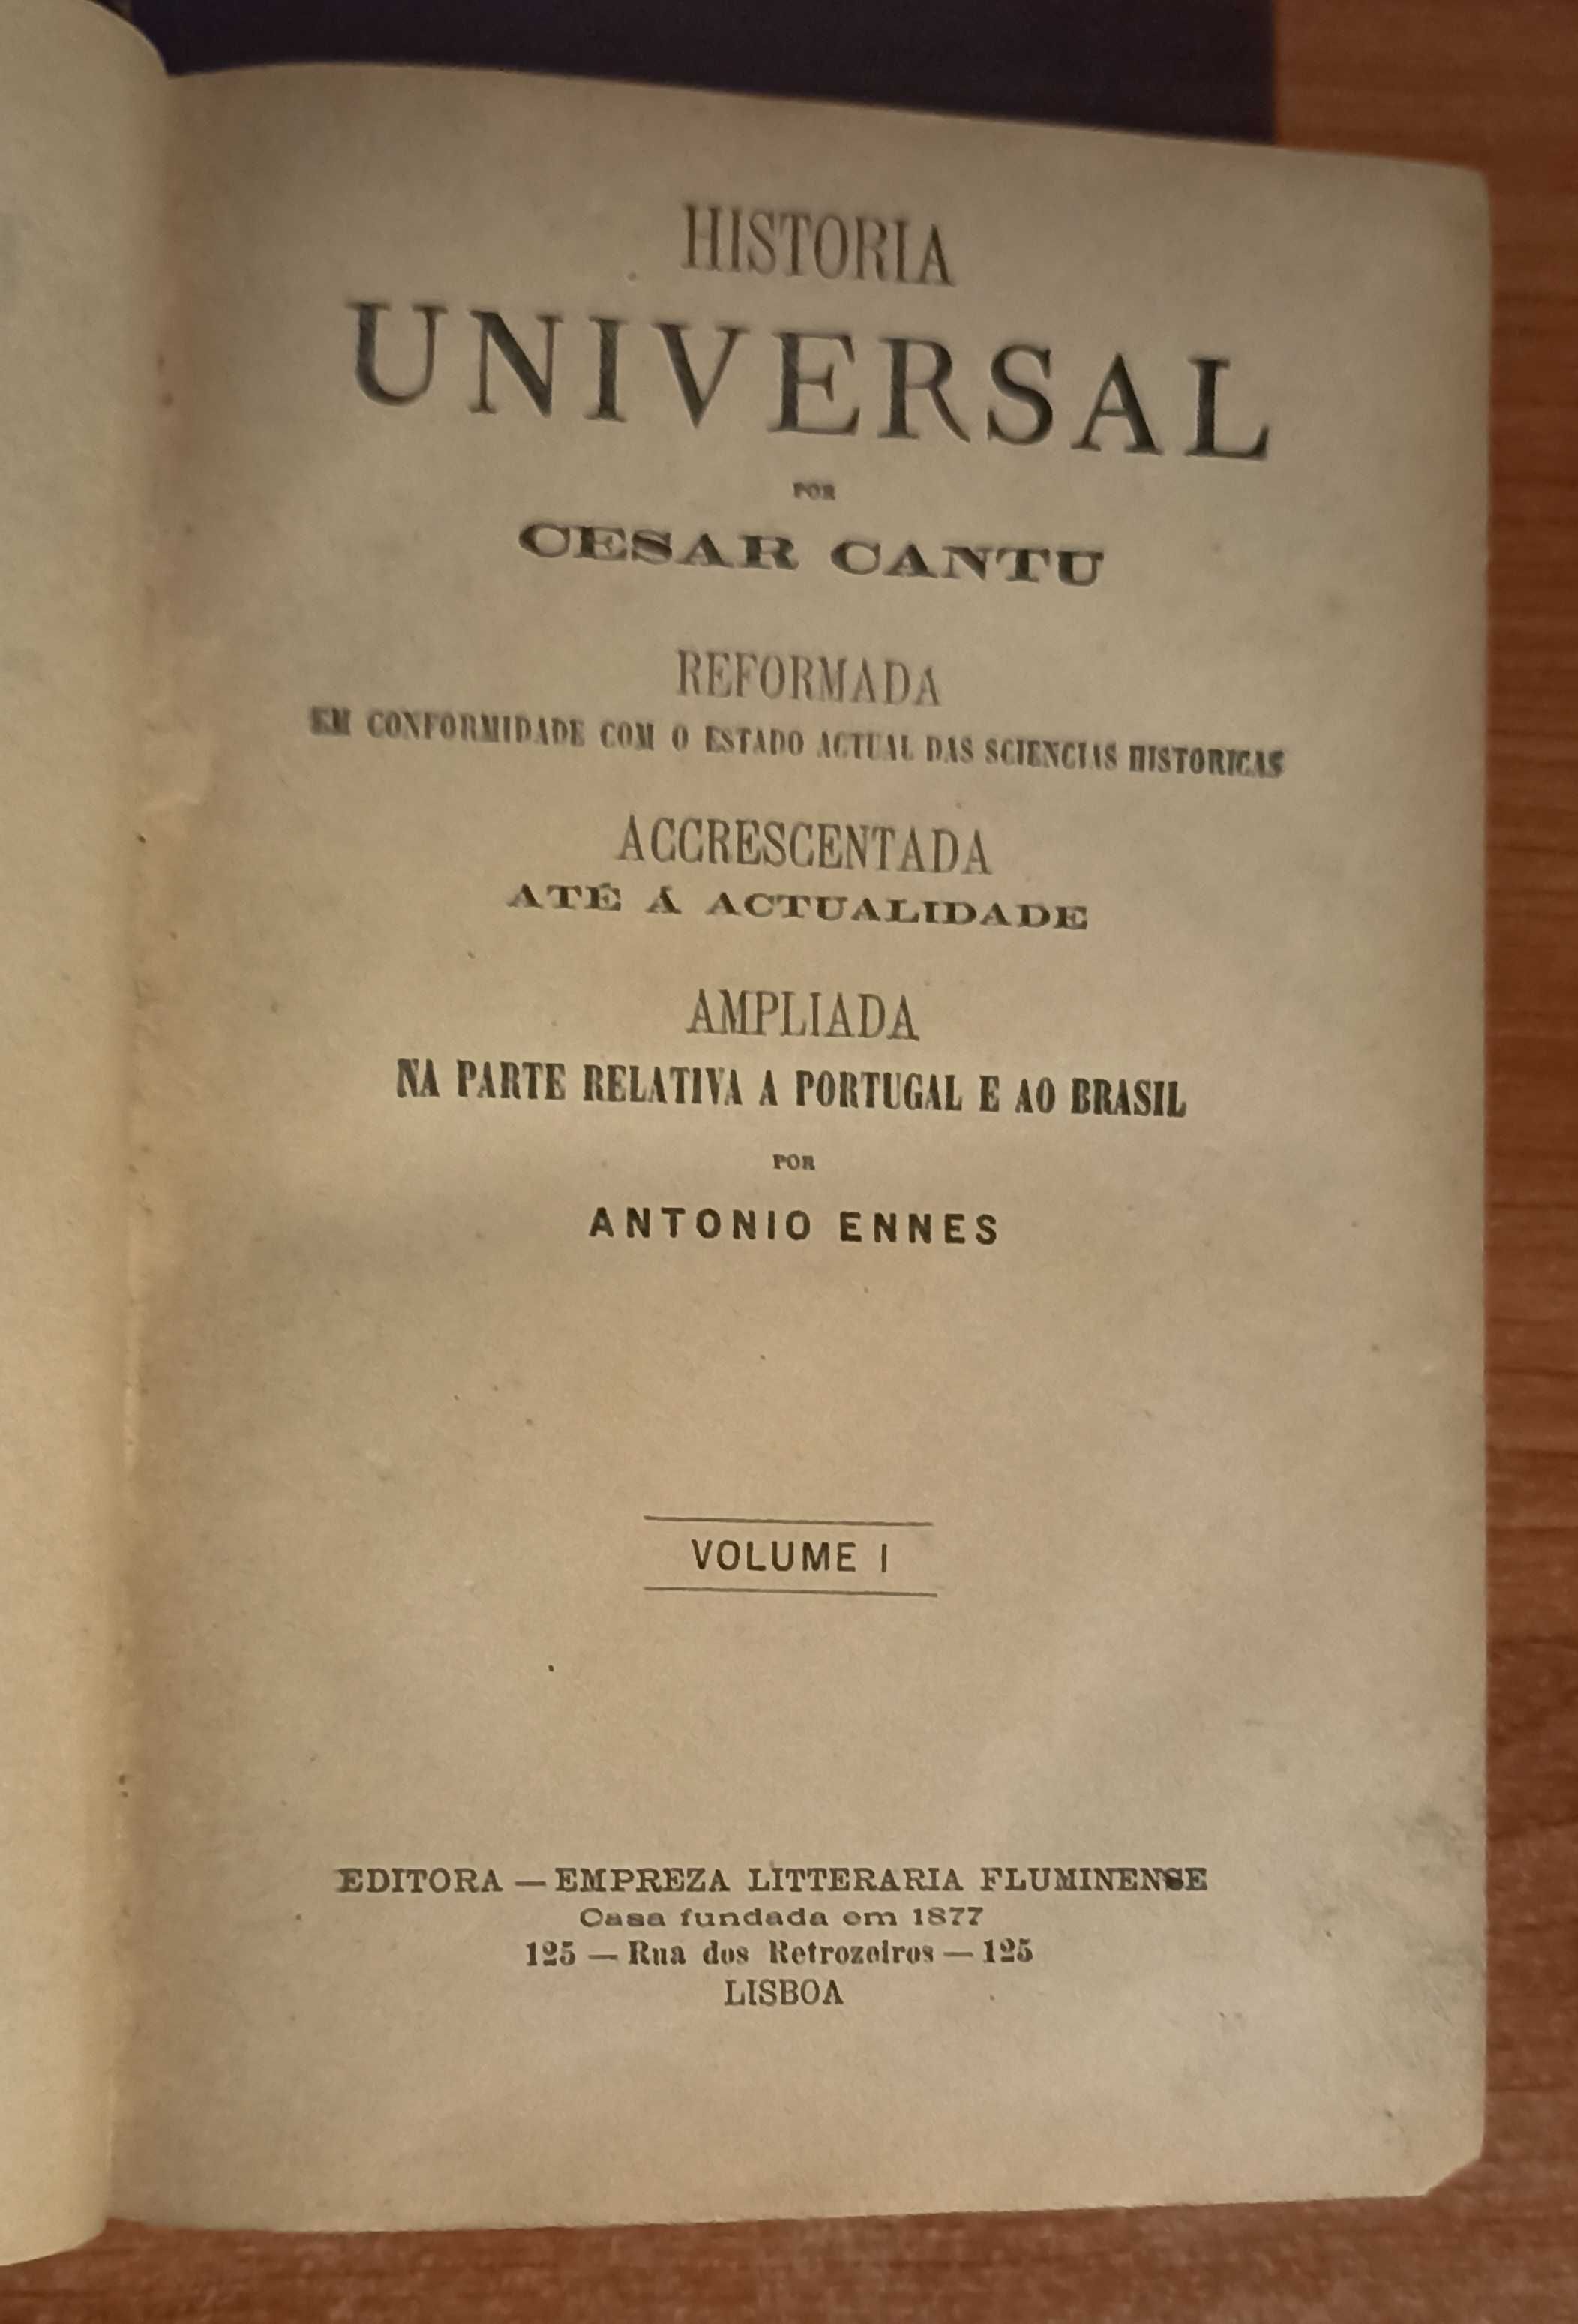 HISTORIA
UNIVERSAL
POR
CESAR CANTU
REFORMADA
EM CONFORMIDADE COM O ESTADO ACTUAL DAS SCIENCIAS HISTORICAS
ACCRESCENTADA
ATÉ Á ACTUALIDADE
AMPLIADA
NA PARTE RELATIVA A PORTUGAL E AO BRASIL
POR
ANTONIO ENNES
VOLUME I
EDITORA — EMPREZA LITTERARIA FLUMINENSE
Casa fundada em 1877
125 — Rua dos Retrozeiros — 125
LISBOA